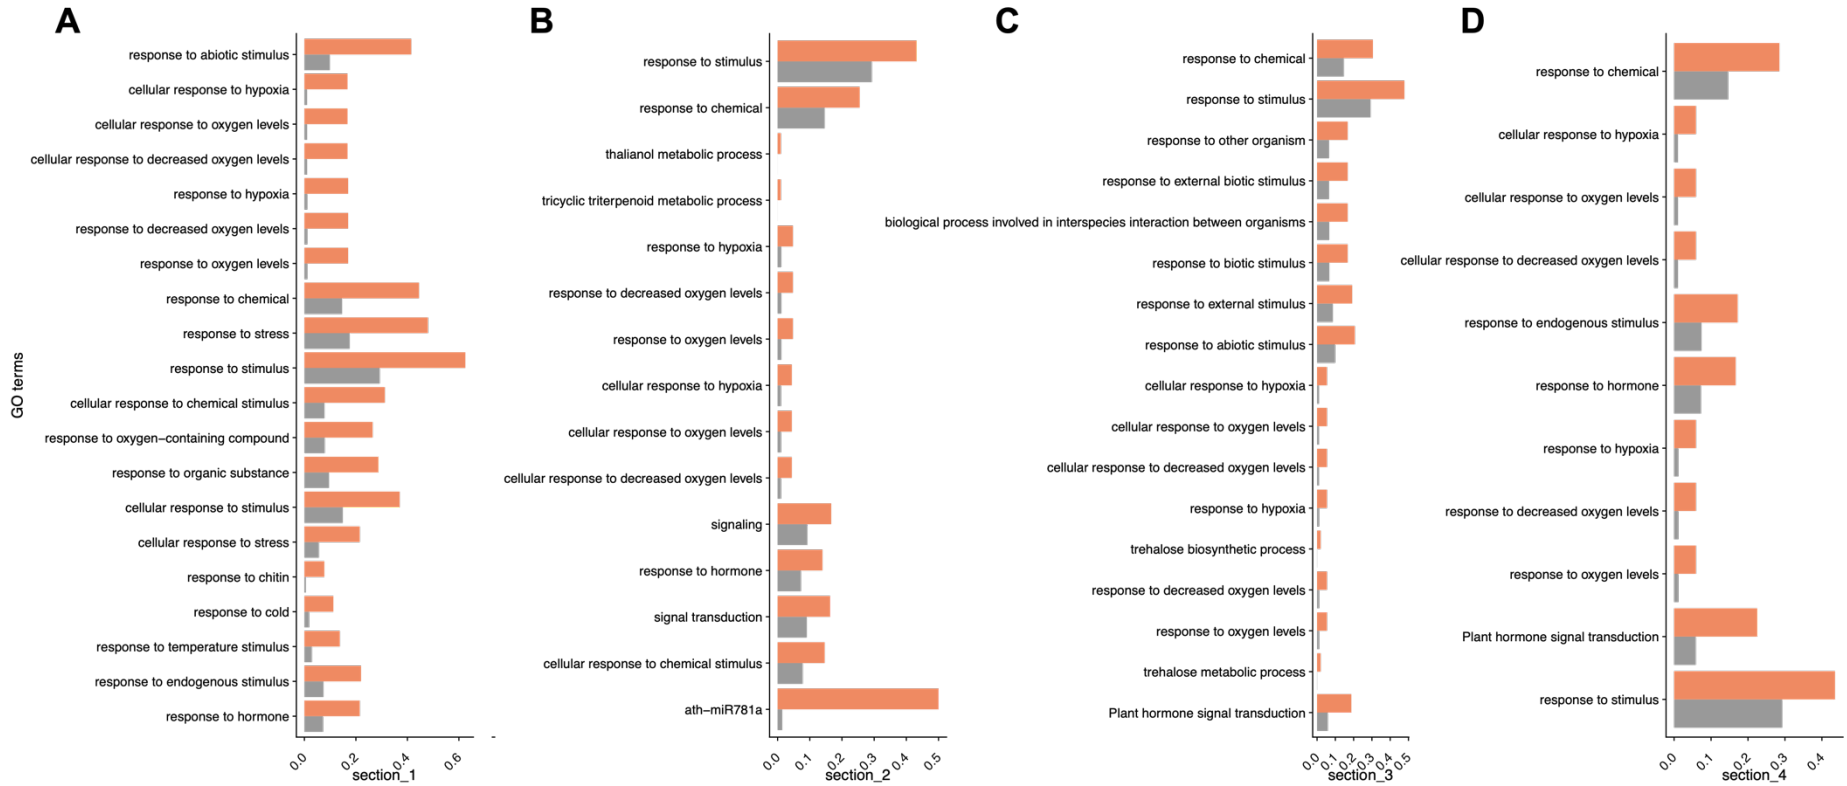 A
B
C
D
GO terms
response to abiotic stimulus
cellular response to hypoxia
cellular response to oxygen levels
cellular response to decreased oxygen levels
response to hypoxia
response to decreased oxygen levels
response to oxygen levels
response to chemical
response to stress
response to stimulus
cellular response to chemical stimulus
response to oxygen−containing compound
response to organic substance
cellular response to stimulus
cellular response to stress
response to chitin
response to cold
response to temperature stimulus
response to endogenous stimulus
response to hormone
0.0 0.2 0.4 0.6
section_1
response to stimulus
response to chemical
thalianol metabolic process
tricyclic triterpenoid metabolic process
response to hypoxia
response to decreased oxygen levels
response to oxygen levels
cellular response to hypoxia
cellular response to oxygen levels
cellular response to decreased oxygen levels
signaling
response to hormone
signal transduction
cellular response to chemical stimulus
ath−miR781a
0.0 0.1 0.2 0.3 0.4 0.5
section_2
response to chemical
response to stimulus
response to other organism
response to external biotic stimulus
biological process involved in interspecies interaction between organisms
response to biotic stimulus
response to external stimulus
response to abiotic stimulus
cellular response to hypoxia
cellular response to oxygen levels
cellular response to decreased oxygen levels
response to hypoxia
trehalose biosynthetic process
response to decreased oxygen levels
response to oxygen levels
trehalose metabolic process
Plant hormone signal transduction
0.0 0.1 0.2 0.3 0.4 0.5
section_3
response to chemical
cellular response to hypoxia
cellular response to oxygen levels
cellular response to decreased oxygen levels
response to endogenous stimulus
response to hormone
response to hypoxia
response to decreased oxygen levels
response to oxygen levels
Plant hormone signal transduction
response to stimulus
0.0 0.1 0.2 0.3 0.4
section_4